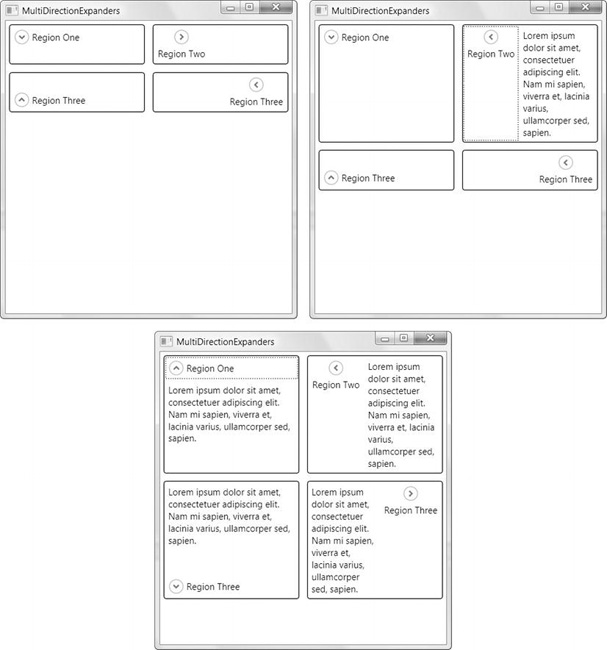 MultiDirectionExpanders
Region One
Region Two
Region Three
Region Three
MultiDirectionExpanders
Region One
Region Two
Lorem ipsum
dolor sit amet,
consectetuer
adipiscing elit.
Nam mi sapien,
viverra et, lacinia
varius,
ullamcorper sed,
sapien.
Region Three
Region Three
MultiDirectionExpanders
Region One
Lorem ipsum dolor sit amet,
consectetuer adipiscing elit.
Nam mi sapien, viverra et,
lacinia varius, ullamcorper sed,
sapien.
Region Two
Lorem ipsum
dolor sit amet,
consectetuer
adipiscing elit.
Nam mi sapien,
viverra et, lacinia
varius,
ullamcorper sed,
sapien.
Lorem ipsum dolor sit amet,
consectetuer adipiscing elit.
Nam mi sapien, viverra et,
lacinia varius, ullamcorper sed,
sapien.
Region Three
Lorem ipsum
dolor sit amet,
consectetuer
adipiscing elit.
Nam mi sapien,
viverra et,
lacinia varius,
ullamcorper
sed, sapien.
Region Three